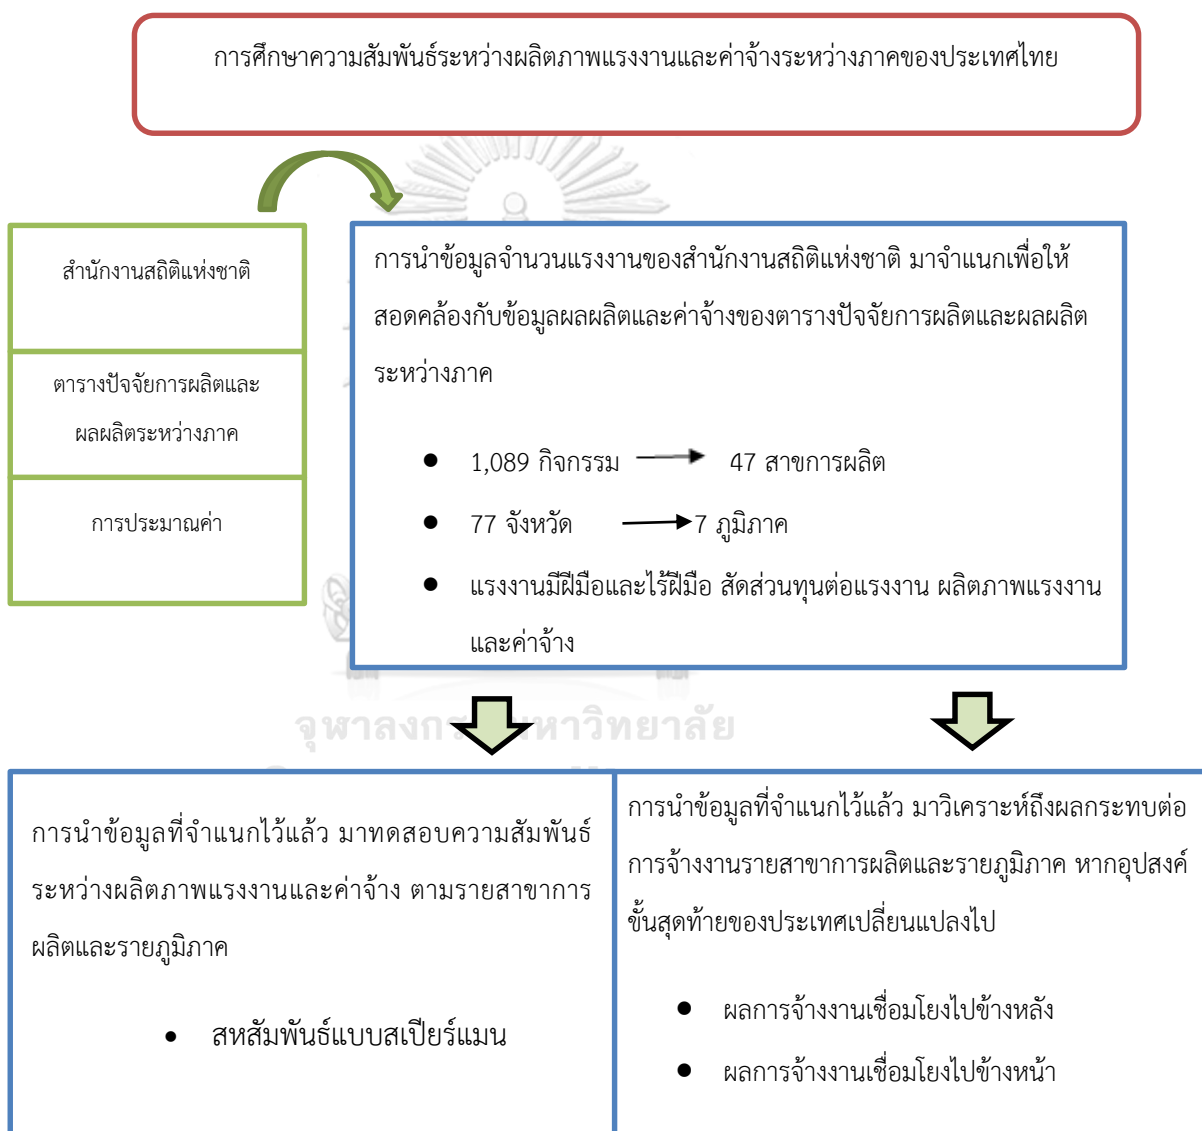 การศึกษาความสัมพันธ์ระหว่างผลิตภาพแรงงานและค่าจ้างระหว่างภาคของประเทศไทย
สำนักงานสถิติแห่งชาติ
ตารางปัจจัยการผลิตและ
ผลผลิตระหว่างภาค
การประมาณค่า
การนำข้อมูลจำนวนแรงงานของสำนักงานสถิติแห่งชาติ มาจำแนกเพื่อให้
สอดคล้องกับข้อมูลผลผลิตและค่าจ้างของตารางปัจจัยการผลิตและผลผลิต
ระหว่างภาค
● 1,089 กิจกรรม → 47 สาขการผลิต
● 77 จังหวัด → 7 ภูมิภาค
● แรงงานมีฝีมือและไร้ฝีมือ สัดส่วนทุนต่อแรงงาน ผลิตภาพแรงงาน
และค่าจ้าง
จุฬาลงกร มหาวิทยาลัย
การนำข้อมูลที่จำแนกไว้แล้ว มาทดสอบความสัมพันธ์
ระหว่างผลิตภาพแรงงานและค่าจ้าง ตามรายสาขาการ
ผลิตและรายภูมิภาค
• สหสัมพันธ์แบบสเปียร์แมน
การนำข้อมูลที่จำแนกไว้แล้ว มาวิเคราะห์ถึงผลกระทบต่อ
การจ้างงานรายสาขาการผลิตและรายภูมิภาค หากอุปสงค์
ขั้นสุดท้ายของประเทศเปลี่ยนแปลงไป
● ผลการจ้างงานเชื่อมโยงไปข้างหลัง
● ผลการจ้างงานเชื่อมโยงไปข้างหน้า